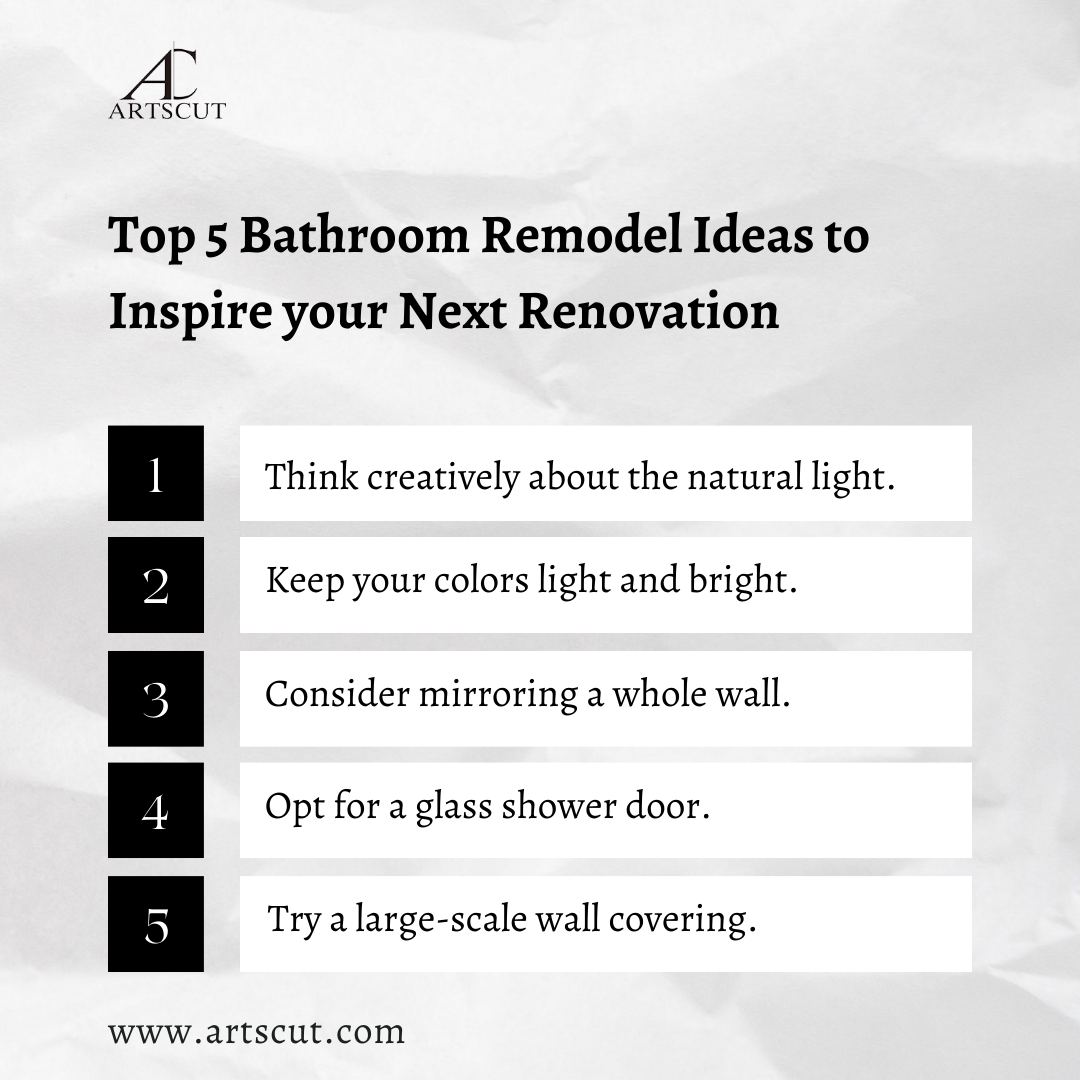 AC
ARTSCUT
Top 5 Bathroom Remodel Ideas to
Inspire your Next Renovation
1 Think creatively about the natural light.
2 Keep your colors light and bright.
3 Consider mirroring a whole wall.
4 Opt for a glass shower door.
5 Try a large-scale wall covering.
www.artscut.com